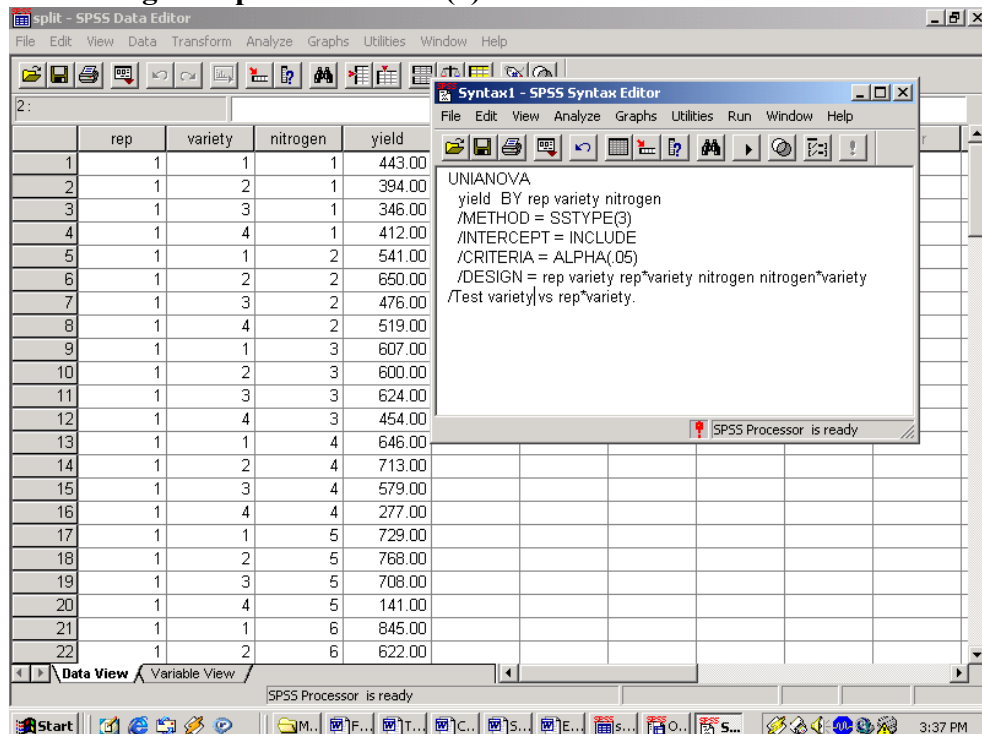 split - SPSS Data Editor
File Edit View Data Transform Analyze Graphs Utilities Window Help
2:
rep variety nitrogen yield
1 1 1 1 443.00
2 1 2 1 394.00
3 1 3 1 346.00
4 1 4 1 412.00
5 1 1 2 541.00
6 1 2 2 650.00
7 1 3 2 476.00
8 1 4 2 519.00
9 1 1 3 607.00
10 1 2 3 600.00
11 1 3 3 624.00
12 1 4 3 454.00
13 1 1 4 646.00
14 1 2 4 713.00
15 1 3 4 579.00
16 1 4 4 277.00
17 1 1 5 729.00
18 1 2 5 768.00
19 1 3 5 708.00
20 1 4 5 141.00
21 1 1 6 845.00
22 1 2 6 622.00
Syntax1 - SPSS Syntax Editor
File Edit View Analyze Graphs Utilities Run Window Help
UNIANOVA
yield BY rep variety nitrogen
/METHOD = SSTYPE(3)
/INTERCEPT = INCLUDE
/CRITERIA = ALPHA(.05)
/DESIGN = rep variety rep*variety nitrogen nitrogen*variety
/Test variety vs rep*variety.
SPSS Processor is ready
Data View Variable View
SPSS Processor is ready
Start M... F... T... C... S... E... s... O... S... 3:37 PM